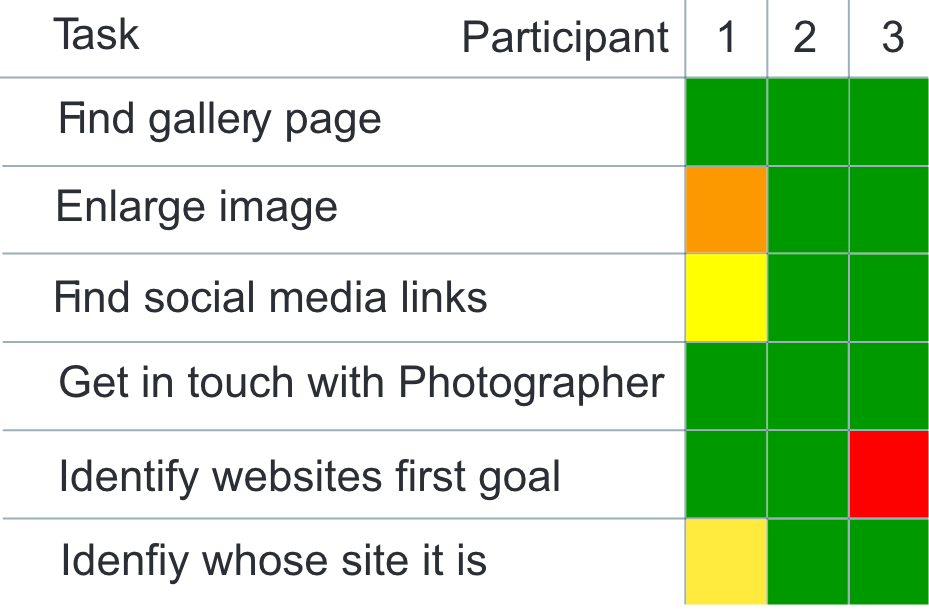 Task Participant 1 2 3
Find gallery page
Enlarge image
Find social media links
Get in touch with Photographer
Identify websites first goal
Idenfiy whose site it is